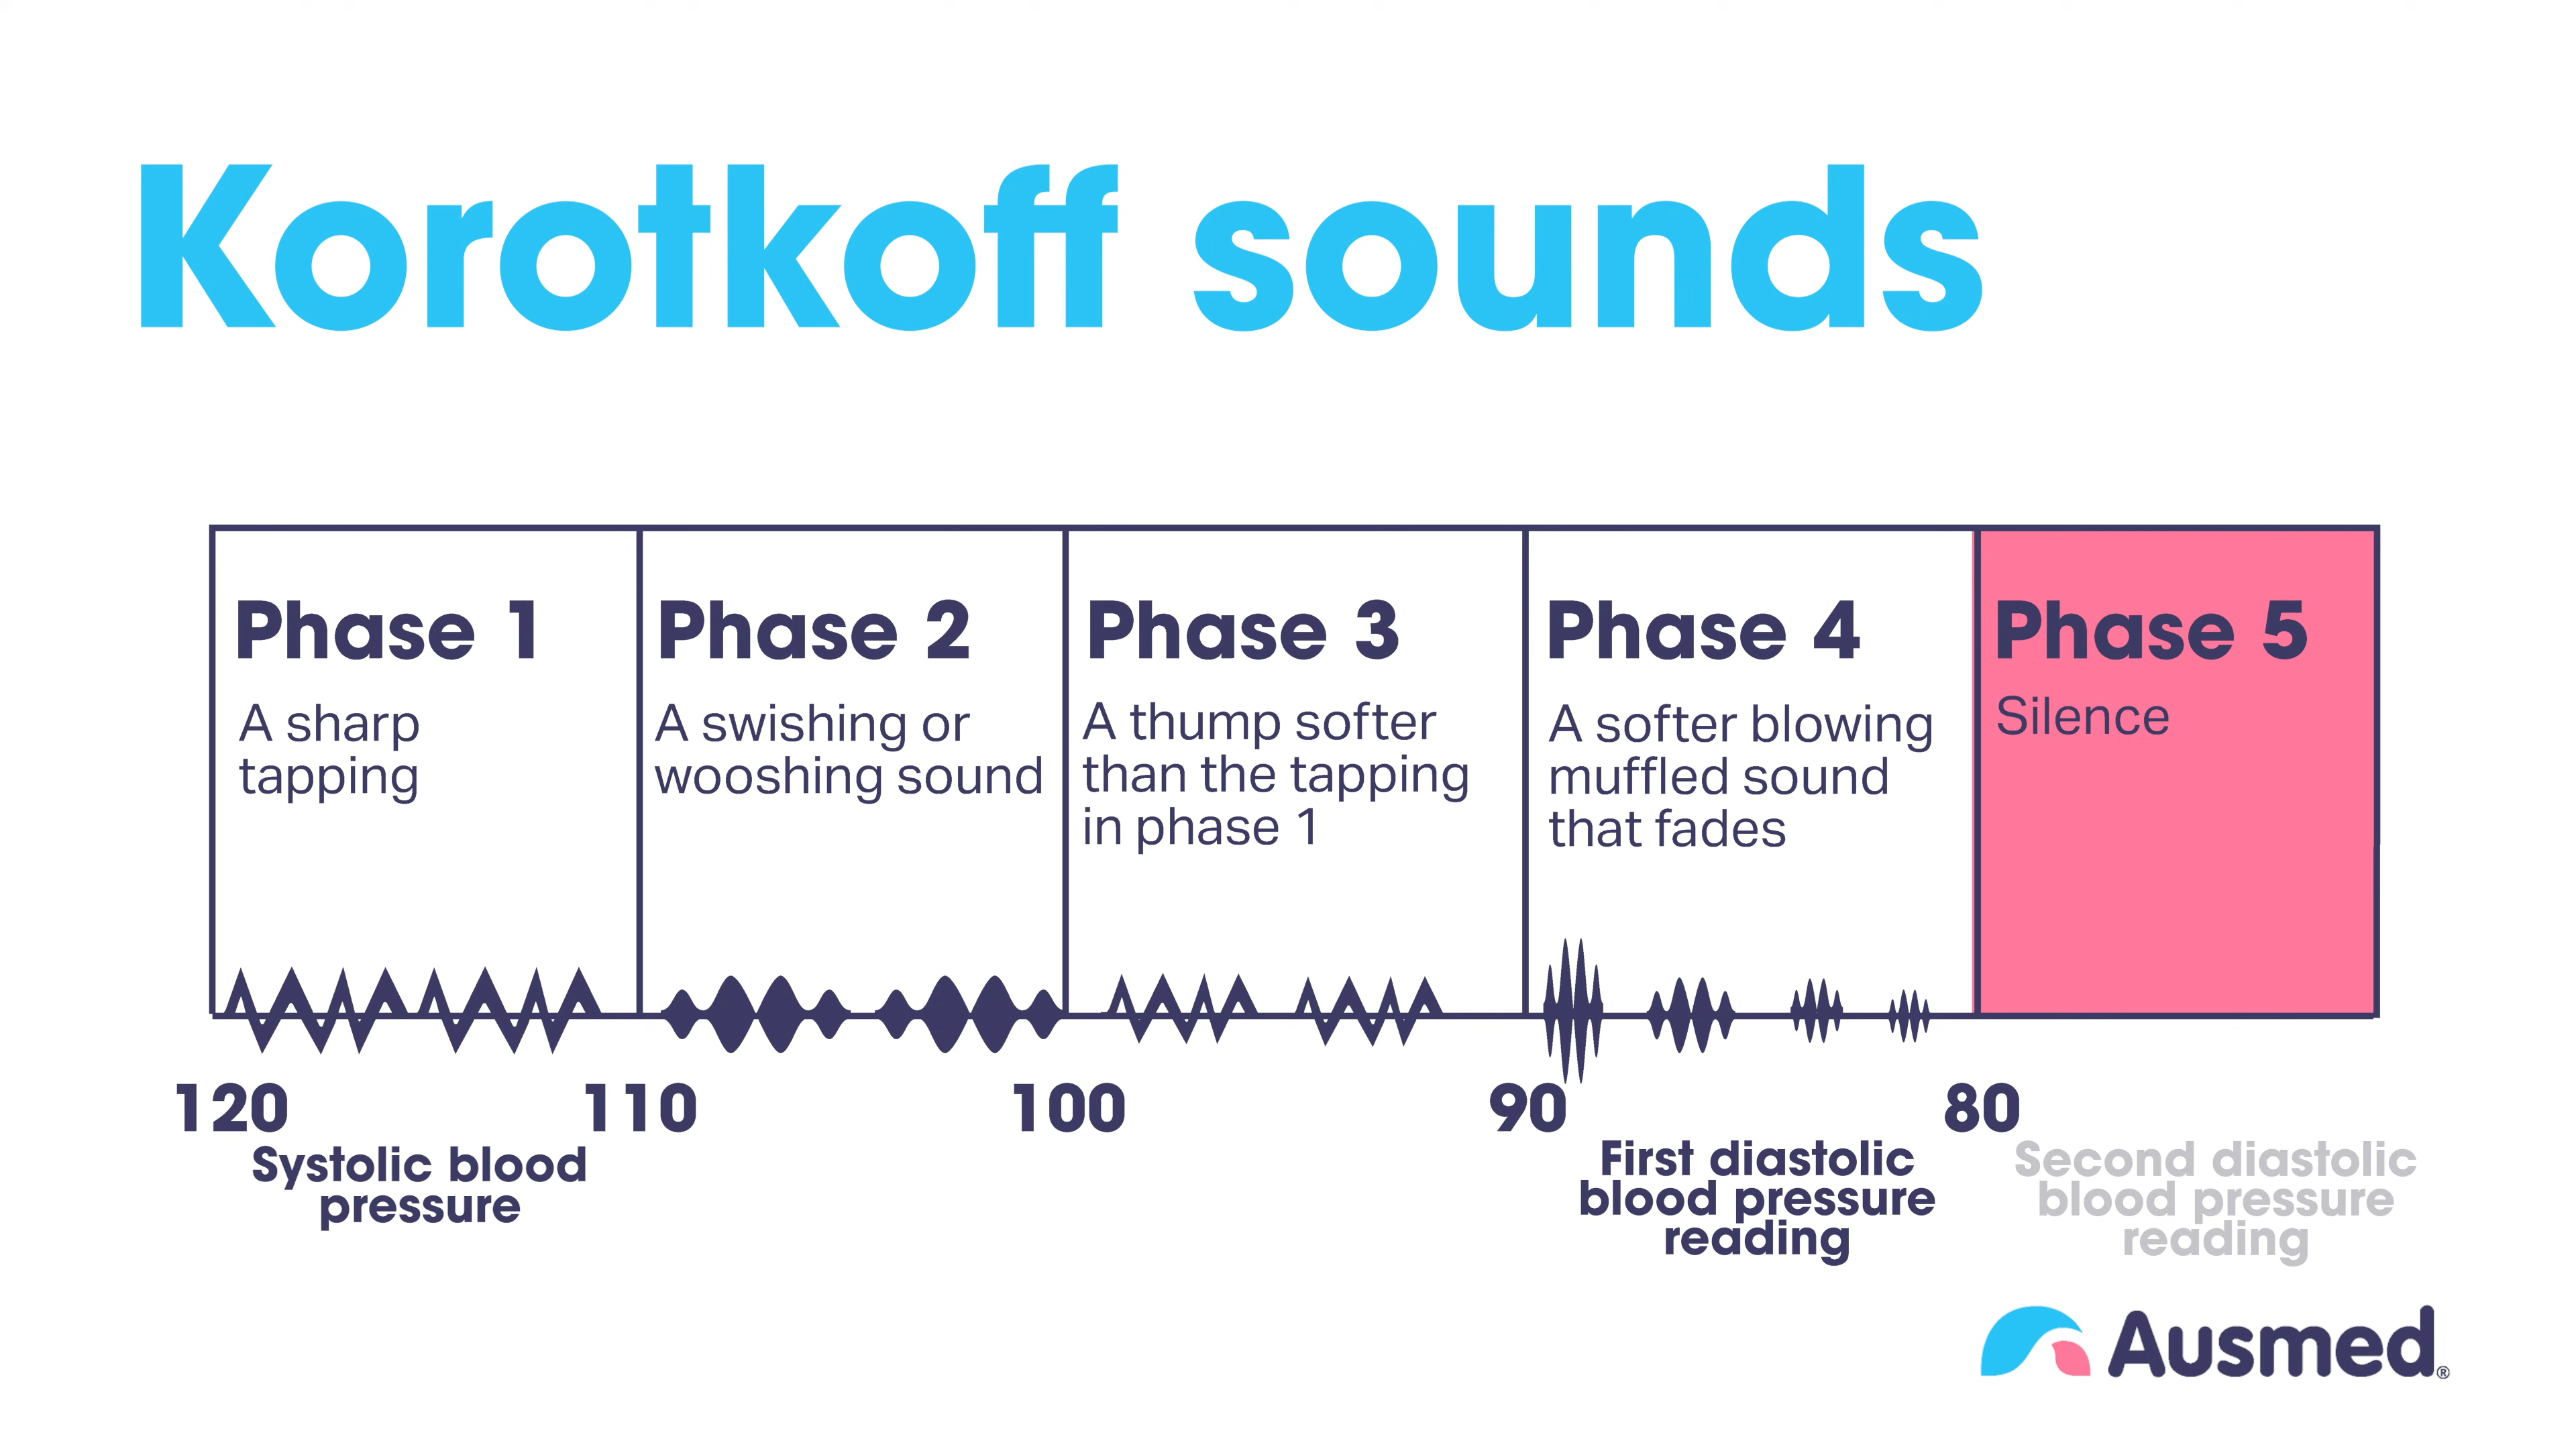 Korotkoff sounds
Phase 1
A sharp
tapping
Phase 2
A swishing or
wooshing sound
Phase 3
A thump softer
than the tapping
in phase 1
Phase 4
A softer blowing
muffled sound
that fades
Phase 5
Silence
120
110
100
90
80
Systolic blood
pressure
First diastolic
blood pressure
reading
Second diastolic
blood pressure
reading
Ausmed®